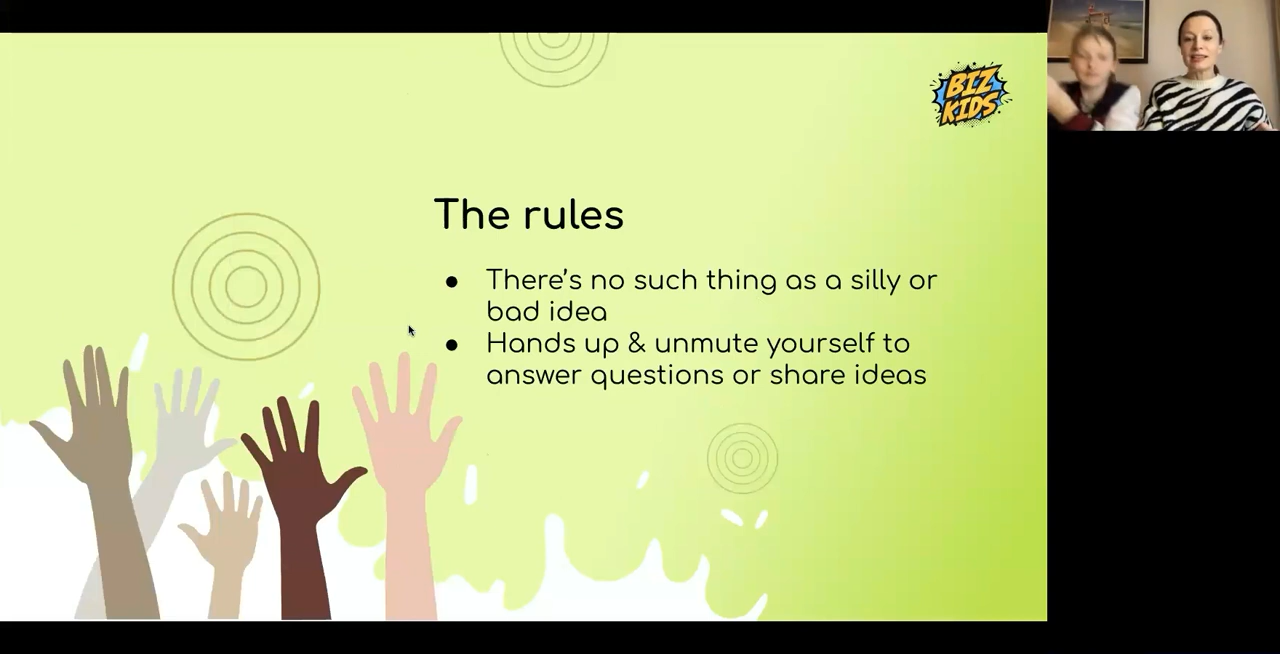 BIZ
KIDS
The rules
● There's no such thing as a silly or
bad idea
● Hands up & unmute yourself to
answer questions or share ideas